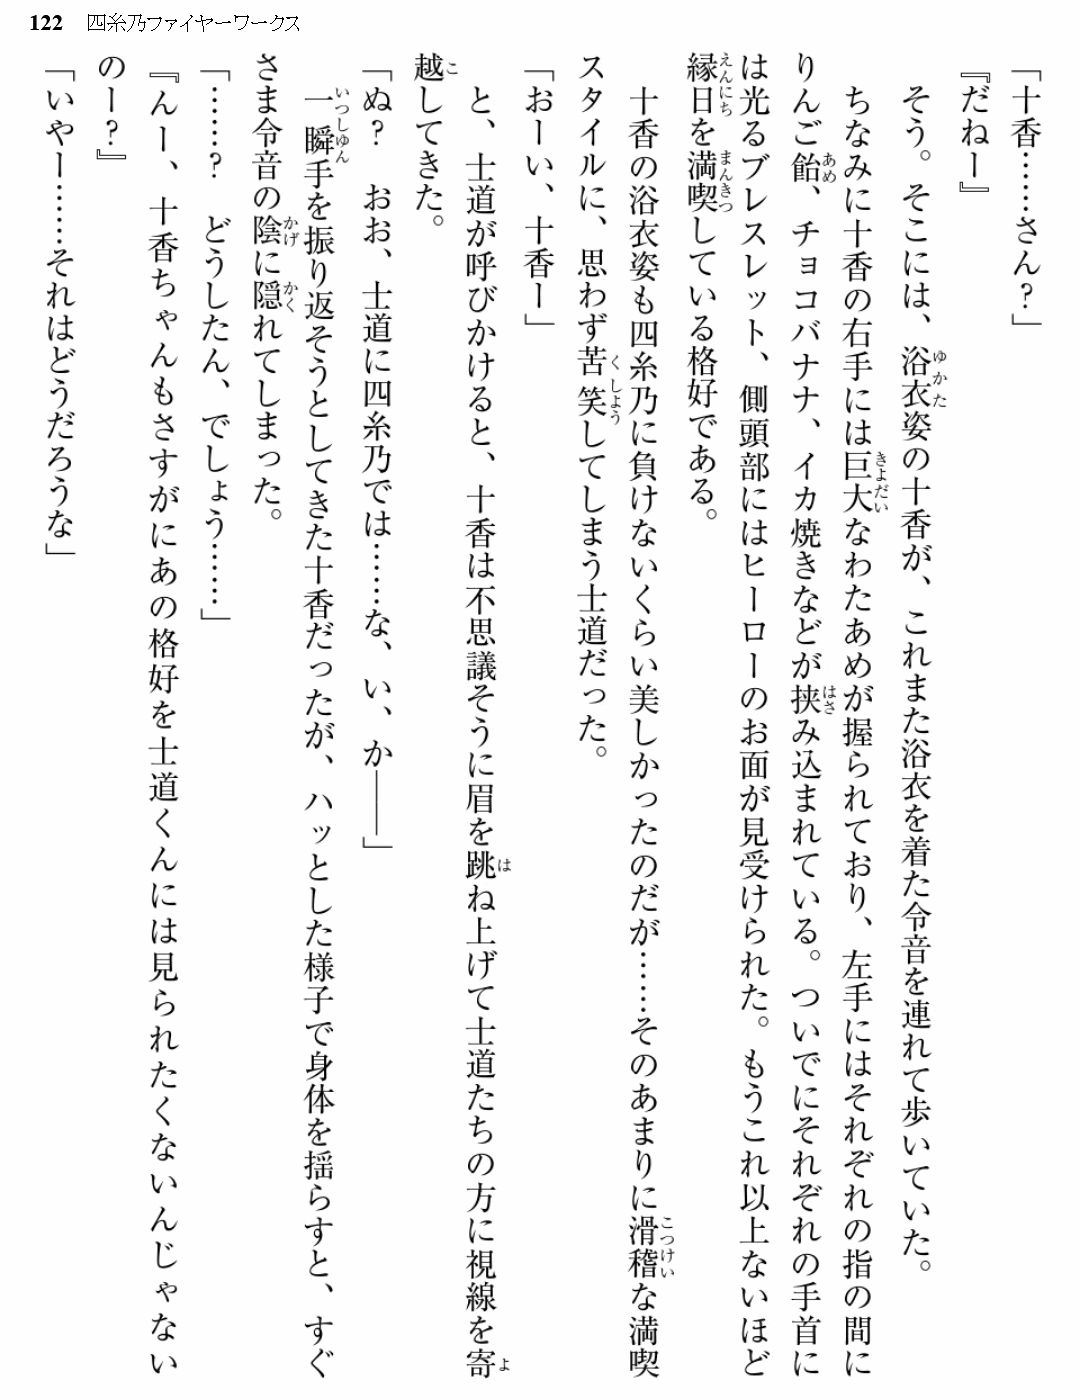 122 四糸乃ファイヤーワークス
「十香……さん?」
『だねー』
　そう。そこには、浴衣姿の十香が、これまた浴衣を着た令音を連れて歩いていた。
　ちなみに十香の右手には巨大なわたあめが握られており、左手にはそれぞれの指の間に
りんご飴、チョコバナナ、イカ焼きなどが挟み込まれている。ついでにそれぞれの手首に
は光るブレスレット、側頭部にはヒーローのお面が見受けられた。もうこれ以上ないほど
縁日を満喫している格好である。
　十香の浴衣姿も四糸乃に負けないくらい美しかったのだが……そのあまりに滑稽な満喫
スタイルに、思わず苦笑してしまう士道だった。
「おーい、十香ー」
　と、士道が呼びかけると、十香は不思議そうに眉を跳ね上げて士道たちの方に視線を寄
越してきた。
「ぬ?　おお、士道に四糸乃では……な、い、か――」
　一瞬手を振り返そうとしてきた十香だったが、ハッとした様子で身体を揺らすと、すぐ
さま令音の陰に隠れてしまった。
「……?　どうしたん、でしょう……」
『んー、十香ちゃんもさすがにあの格好を士道くんには見られたくないんじゃない
のー?』
「いやー……それはどうだろうな」